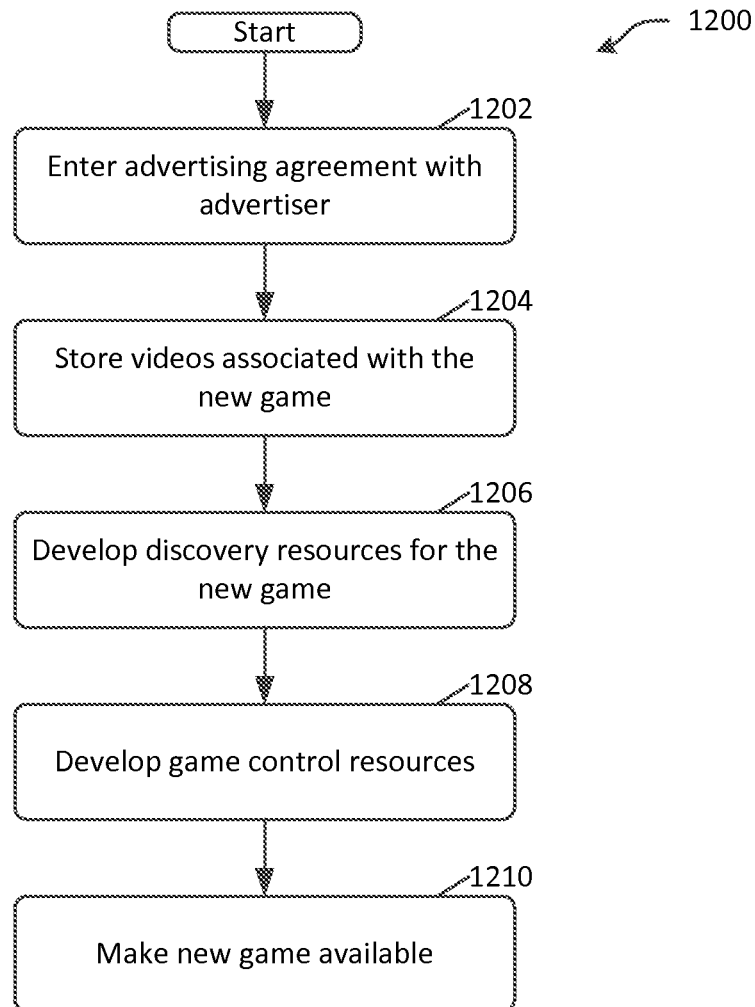 Start
1200
1202
Enter advertising agreement with
advertiser
1204
Store videos associated with the
new game
1206
Develop discovery resources for the
new game
1208
Develop game control resources
1210
Make new game available